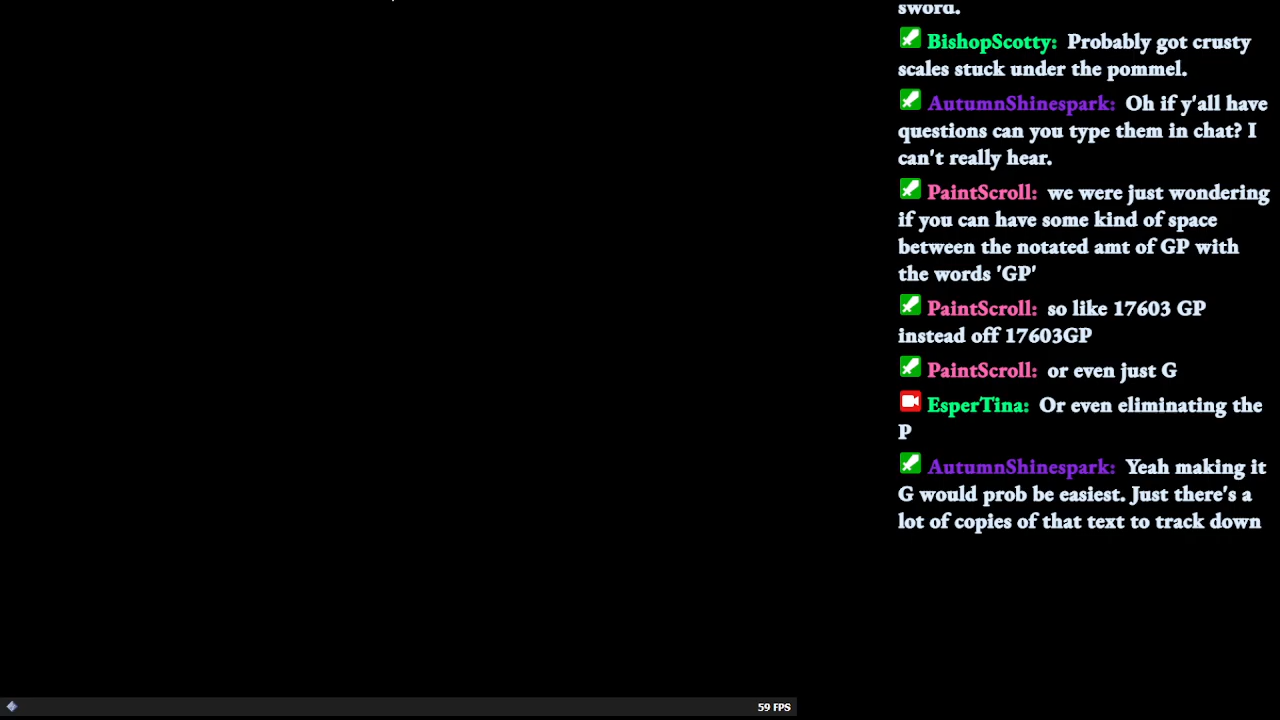 sword.
BishopScotty: Probably got crusty
scales stuck under the pommel.
AutumnShinespark: Oh if y'all have
questions can you type them in chat? I
can't really hear.
PaintScroll: we were just wondering
if you can have some kind of space
between the notated amt of GP with
the words 'GP'
PaintScroll: so like 17603 GP
instead off 17603GP
PaintScroll: or even just G
EsperTina: Or even eliminating the
P
AutumnShinespark: Yeah making it
G would prob be easiest. Just there's a
lot of copies of that text to track down
59 FPS